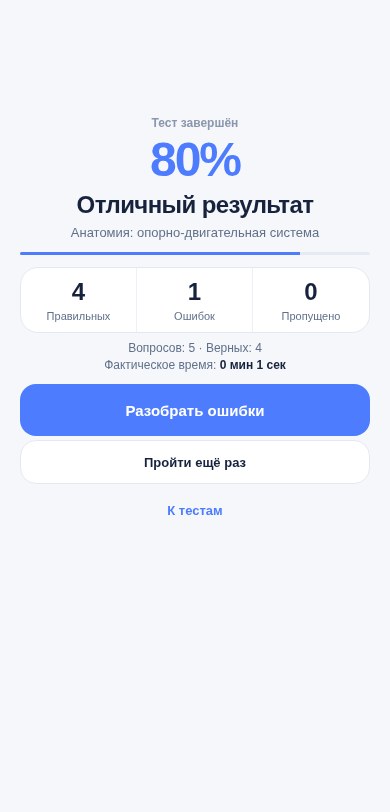 Тест завершён
80%
Отличный результат
Анатомия: опорно-двигательная система
4
Правильных
1
Ошибок
0
Пропущено
Вопросов: 5 · Верных: 4
Фактическое время: 0 мин 1 сек
Разобрать ошибки
Пройти ещё раз
К тестам